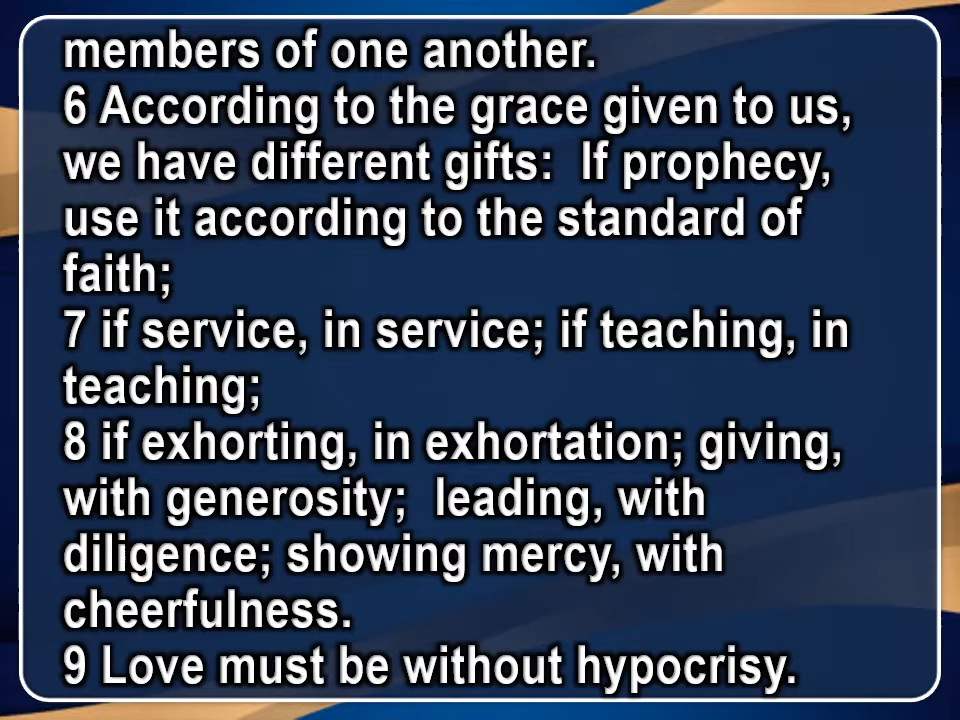 members of one another.
6 According to the grace given to us,
we have different gifts:  If prophecy,
use it according to the standard of
faith;
7 if service, in service; if teaching, in
teaching;
8 if exhorting, in exhortation; giving,
with generosity;  leading, with
diligence; showing mercy, with
cheerfulness.
9 Love must be without hypocrisy.